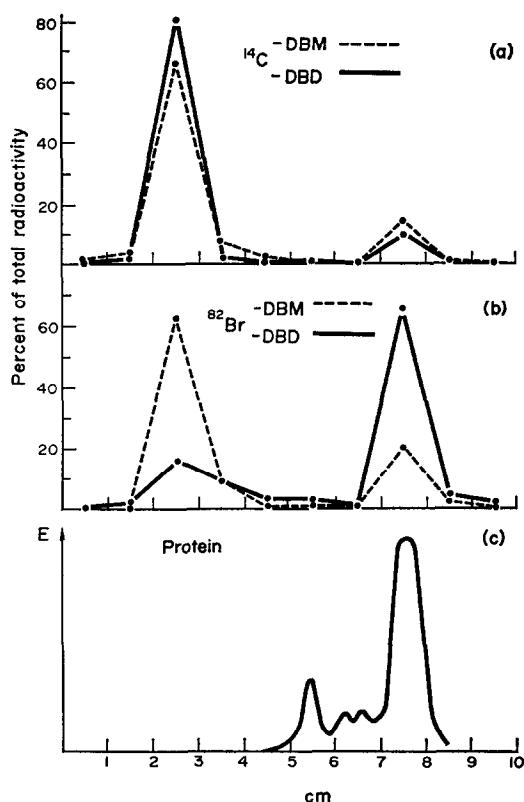 80
60
40
20
(a)
¹⁴C -DBM
-DBD
Percent of total radioactivity
60
40
20
(b)
⁸²Br -DBM
-DBD
E
Protein
(c)
1 2 3 4 5 6 7 8 9 10
cm